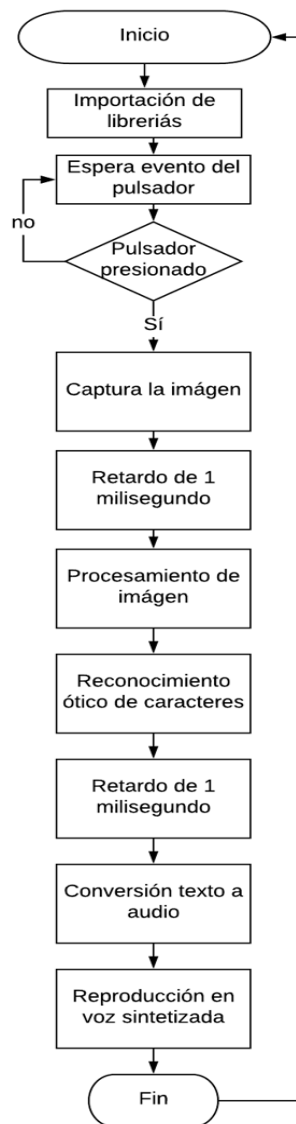 Inicio
Importación de
libreriás
Espera evento del
pulsador
no
Pulsador
presionado
Sí
Captura la imágen
Retardo de 1
milisegundo
Procesamiento de
imágen
Reconocimiento
ótico de caracteres
Retardo de 1
milisegundo
Conversión texto a
audio
Reproducción en
voz sintetizada
Fin